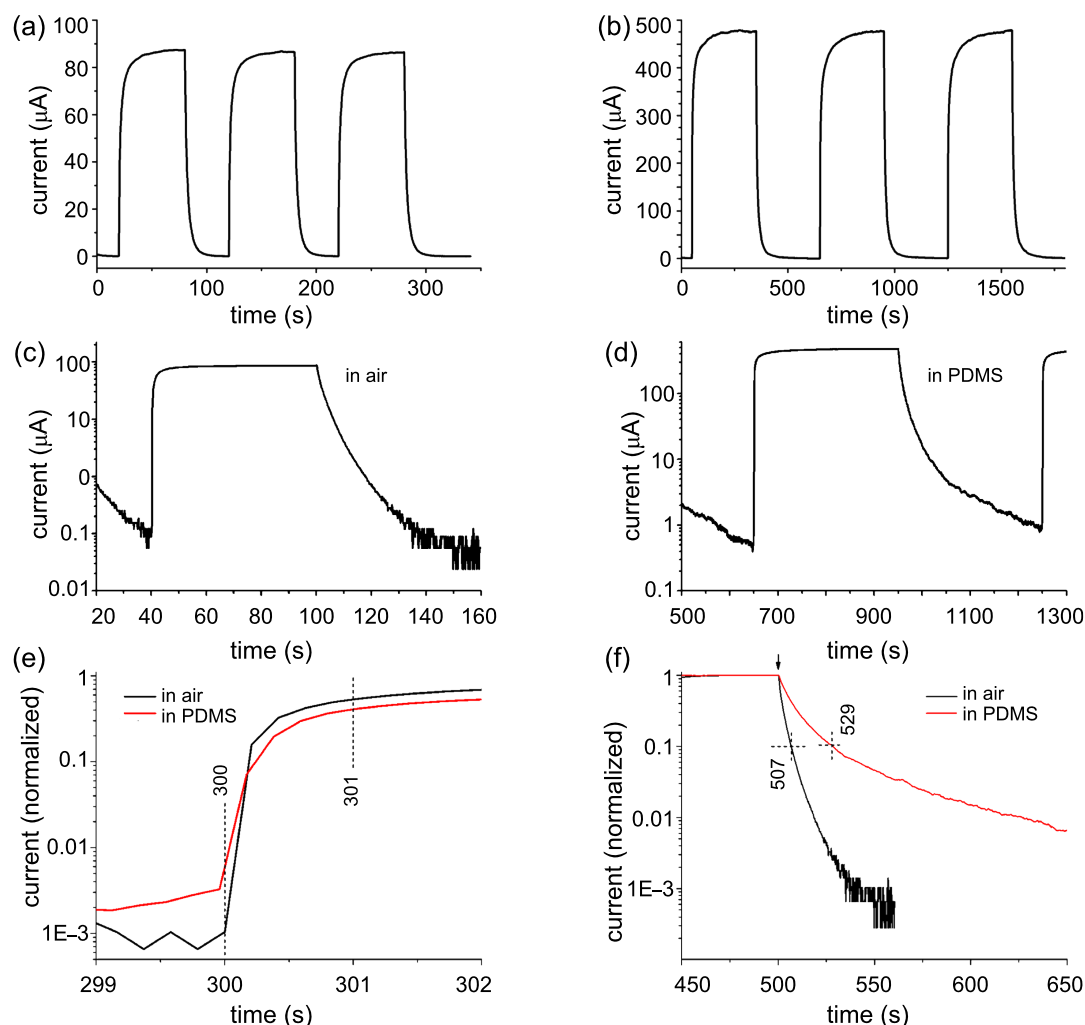 (a)
100
80
60
40
20
0
current (μA)
0 100 200 300
time (s)
(b)
500
450
400
350
300
250
200
150
100
50
0
current (μA)
0 500 1000 1500
time (s)
(c)
100
10
0
0.1
0.01
current (μA)
in air
20 40 60 80 100 120 140 160
time (s)
(d)
100
10
1
0.1
current (μA)
in PDMS
500 700 900 1100 1300
time (s)
(e)
1
0.1
0.01
1E–3
current (normalized)
in air
in PDMS
300
301
299 300 301 302
time (s)
(f)
1
0.1
0.01
1E–3
current (normalized)
in air
in PDMS
507
529
450 500 550 600 650
time (s)